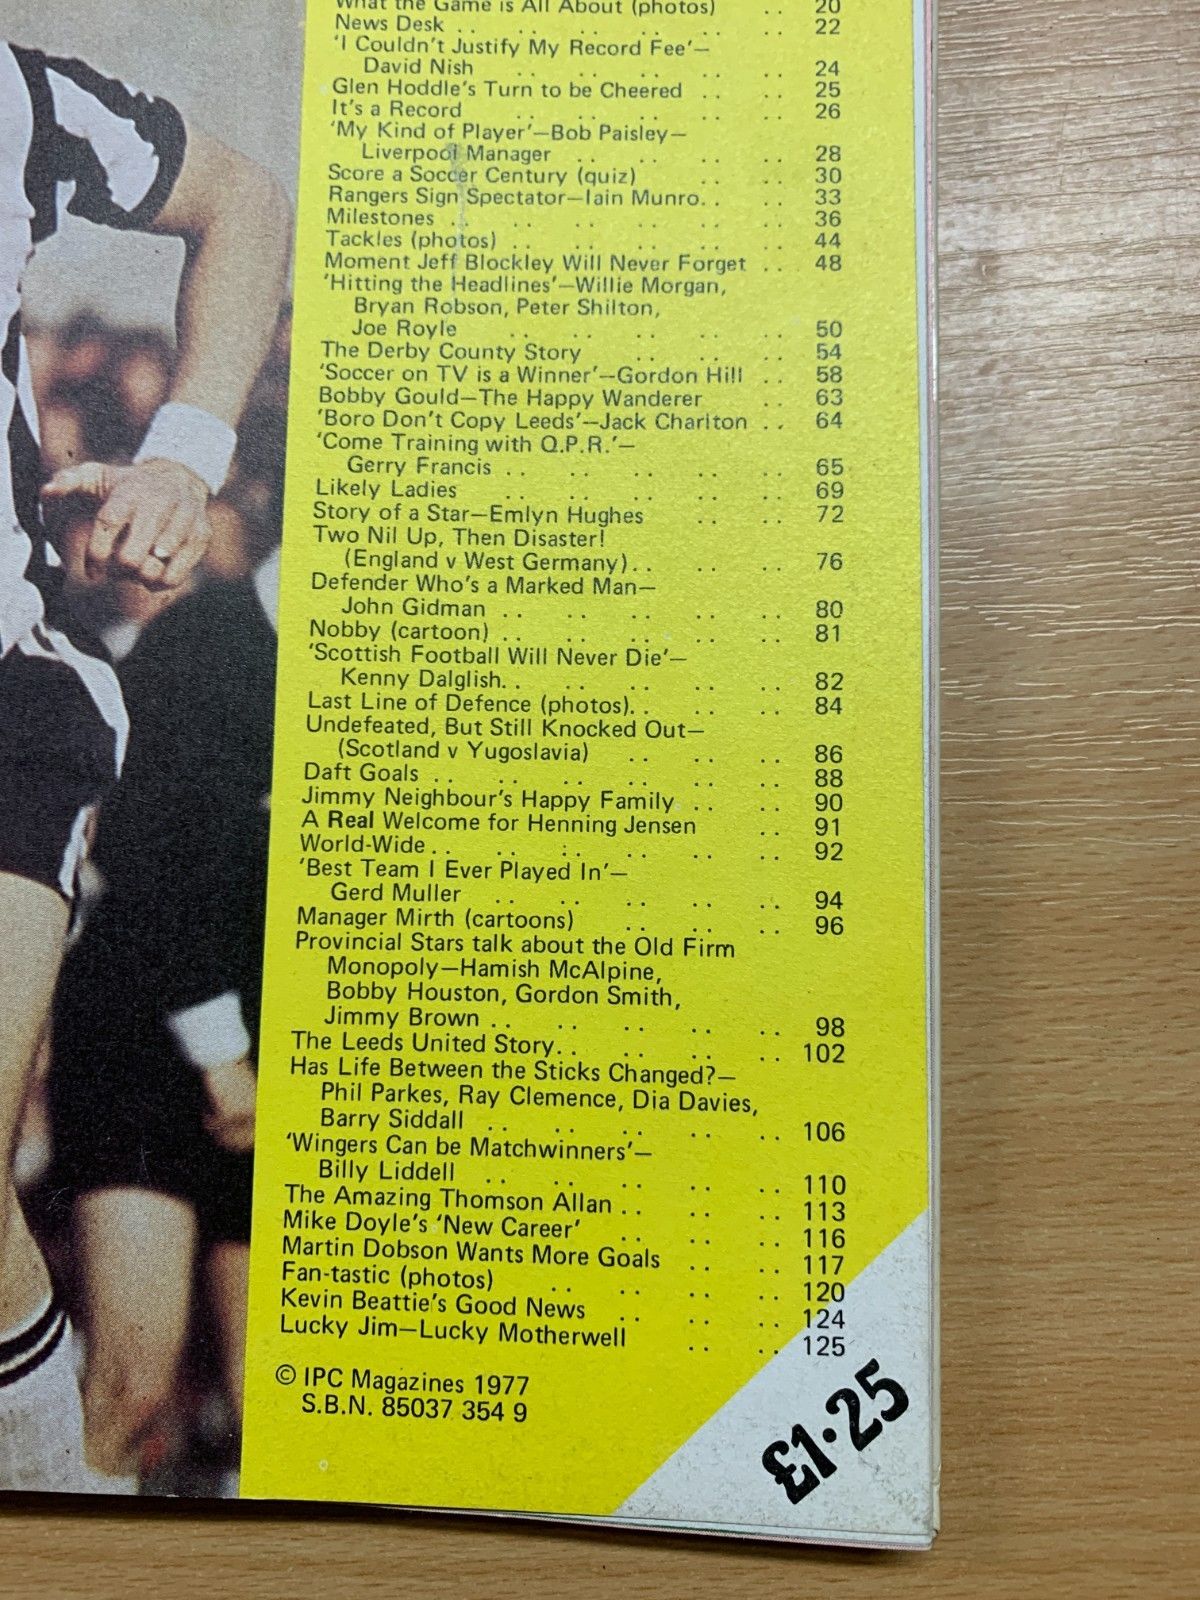 What the Game is All About (photos) .. 20
News Desk .. .. .. .. .. .. 22
'I Couldn't Justify My Record Fee'—
David Nish .. .. .. .. .. 24
Glen Hoddle's Turn to be Cheered .. .. 25
It's a Record .. .. .. .. .. 26
'My Kind of Player'—Bob Paisley—
Liverpool Manager .. .. .. .. 28
Score a Soccer Century (quiz) .. .. 30
Rangers Sign Spectator—Iain Munro.. .. 33
Milestones .. .. .. .. .. .. 36
Tackles (photos) .. .. .. .. .. 44
Moment Jeff Blockley Will Never Forget .. 48
'Hitting the Headlines'—Willie Morgan,
Bryan Robson, Peter Shilton,
Joe Royle .. .. .. .. .. 50
The Derby County Story .. .. .. 54
'Soccer on TV is a Winner'—Gordon Hill .. 58
Bobby Gould—The Happy Wanderer .. 63
'Boro Don't Copy Leeds'—Jack Charlton .. 64
'Come Training with Q.P.R.'—
Gerry Francis .. .. .. .. .. 65
Likely Ladies .. .. .. .. .. 69
Story of a Star—Emlyn Hughes .. .. 72
Two Nil Up, Then Disaster!
(England v West Germany).. .. .. 76
Defender Who's a Marked Man—
John Gidman .. .. .. .. .. 80
Nobby (cartoon) .. .. .. .. .. 81
'Scottish Football Will Never Die'—
Kenny Dalglish.. .. .. .. .. 82
Last Line of Defence (photos).. .. .. 84
Undefeated, But Still Knocked Out—
(Scotland v Yugoslavia) .. .. .. 86
Daft Goals .. .. .. .. .. .. 88
Jimmy Neighbour's Happy Family .. .. 90
A Real Welcome for Henning Jensen .. 91
World-Wide .. .. .. .. .. .. 92
'Best Team I Ever Played In'—
Gerd Muller .. .. .. .. .. 94
Manager Mirth (cartoons) .. .. .. 96
Provincial Stars talk about the Old Firm
Monopoly—Hamish McAlpine,
Bobby Houston, Gordon Smith,
Jimmy Brown .. .. .. .. .. 98
The Leeds United Story.. .. .. .. 102
Has Life Between the Sticks Changed?—
Phil Parkes, Ray Clemence, Dia Davies,
Barry Siddall .. .. .. .. .. 106
'Wingers Can be Matchwinners'—
Billy Liddell .. .. .. .. .. 110
The Amazing Thomson Allan .. .. .. 113
Mike Doyle's 'New Career' .. .. .. 116
Martin Dobson Wants More Goals .. .. 117
Fan-tastic (photos) .. .. .. .. 120
Kevin Beattie's Good News .. .. .. 124
Lucky Jim—Lucky Motherwell .. .. 125
© IPC Magazines 1977
S.B.N. 85037 354 9
£1·25